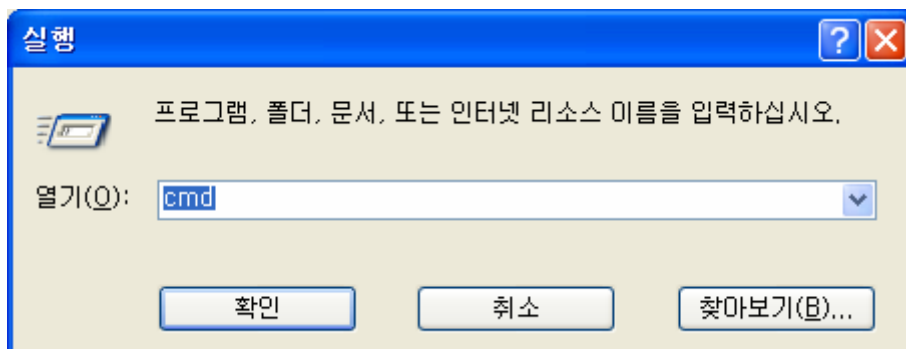 실행
프로그램, 폴더, 문서, 또는 인터넷 리소스 이름을 입력하십시오.
열기(O): cmd
확인 취소 찾아보기(B)...